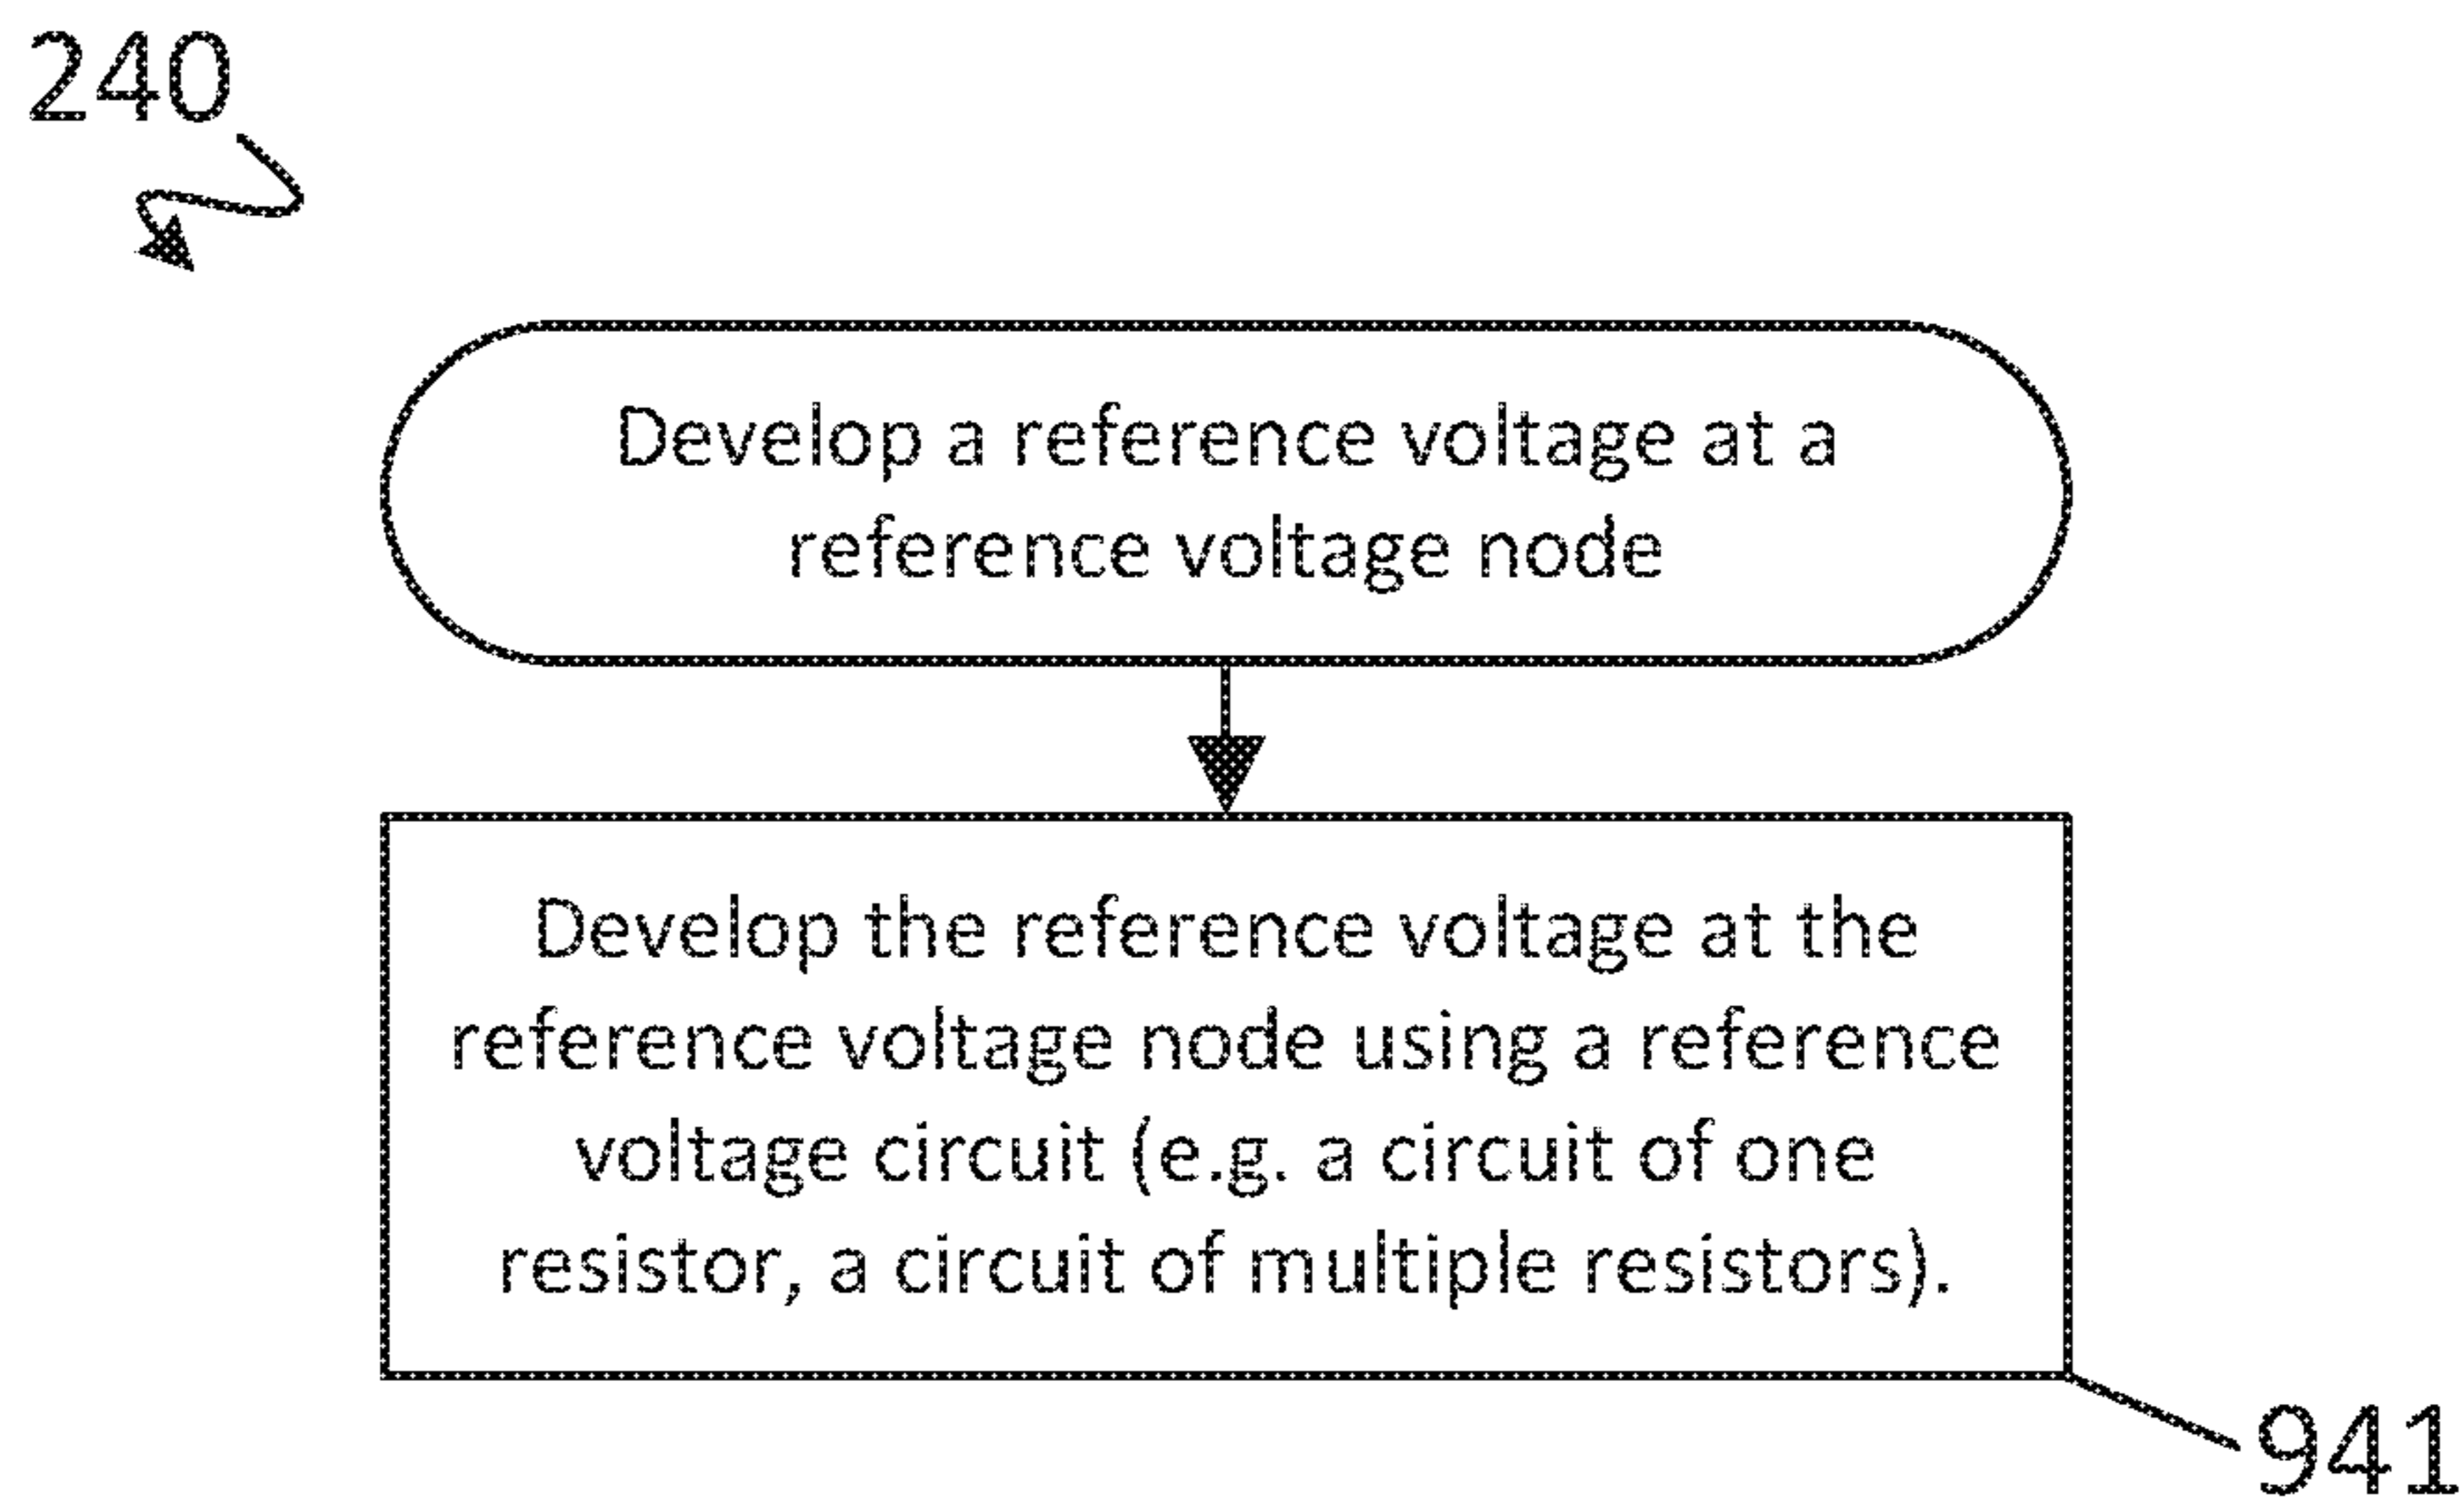 240
Develop a reference voltage at a
reference voltage node
Develop the reference voltage at the
reference voltage node using a reference
voltage circuit (e.g. a circuit of one
resistor, a circuit of multiple resistors).
941